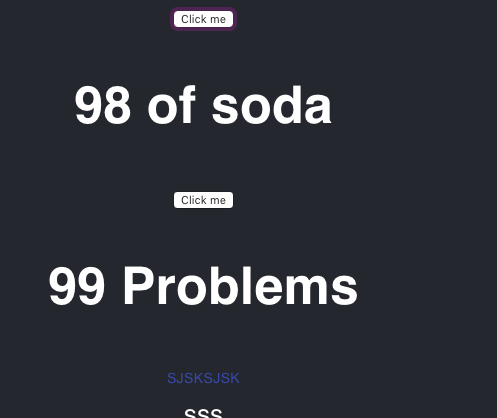 Click me
98 of soda
Click me
99 Problems
SJSKSJSK
SSS